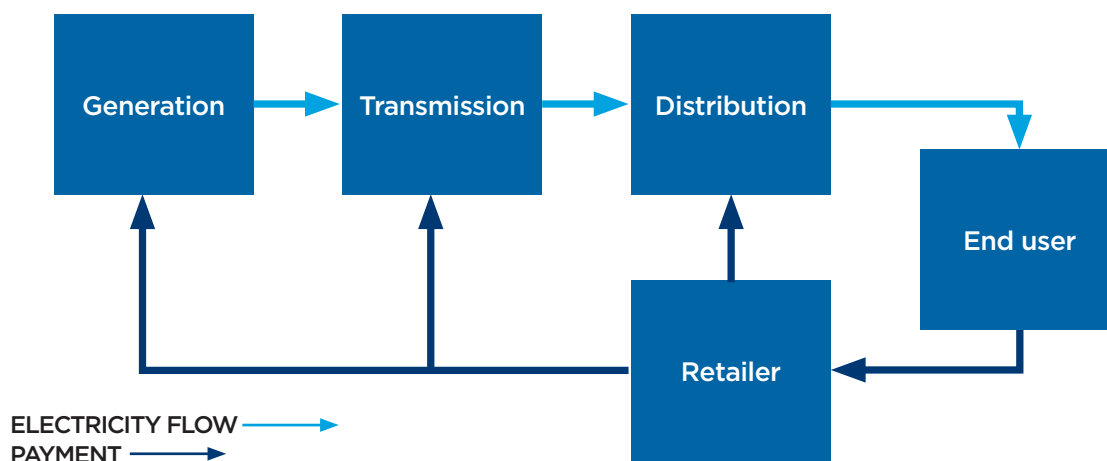 Generation
Transmission
Distribution
End user
Retailer
ELECTRICITY FLOW
PAYMENT